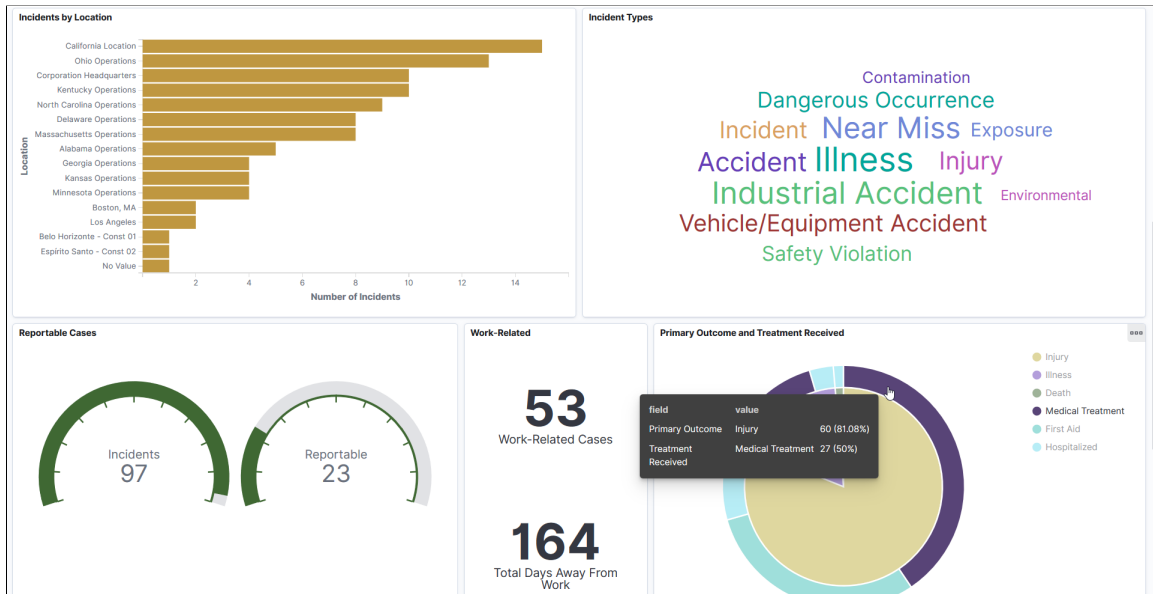 Incidents by Location
Location
California Location
Ohio Operations
Corporation Headquarters
Kentucky Operations
North Carolina Operations
Delaware Operations
Massachusetts Operations
Alabama Operations
Georgia Operations
Kansas Operations
Minnesota Operations
Boston, MA
Los Angeles
Belo Horizonte - Const 01
Espírito Santo - Const 02
No Value
2 4 6 8 10 12 14
Number of Incidents
Incident Types
Contamination
Dangerous Occurrence
Incident Near Miss Exposure
Accident Illness Injury
Industrial Accident Environmental
Vehicle/Equipment Accident
Safety Violation
Reportable Cases
Incidents
97
Reportable
23
Work-Related
53
Work-Related Cases
164
Total Days Away From
Work
Primary Outcome and Treatment Received
field value
Primary Outcome Injury 60 (81.08%)
Treatment
Received Medical Treatment 27 (50%)
Injury
Illness
Death
Medical Treatment
First Aid
Hospitalized